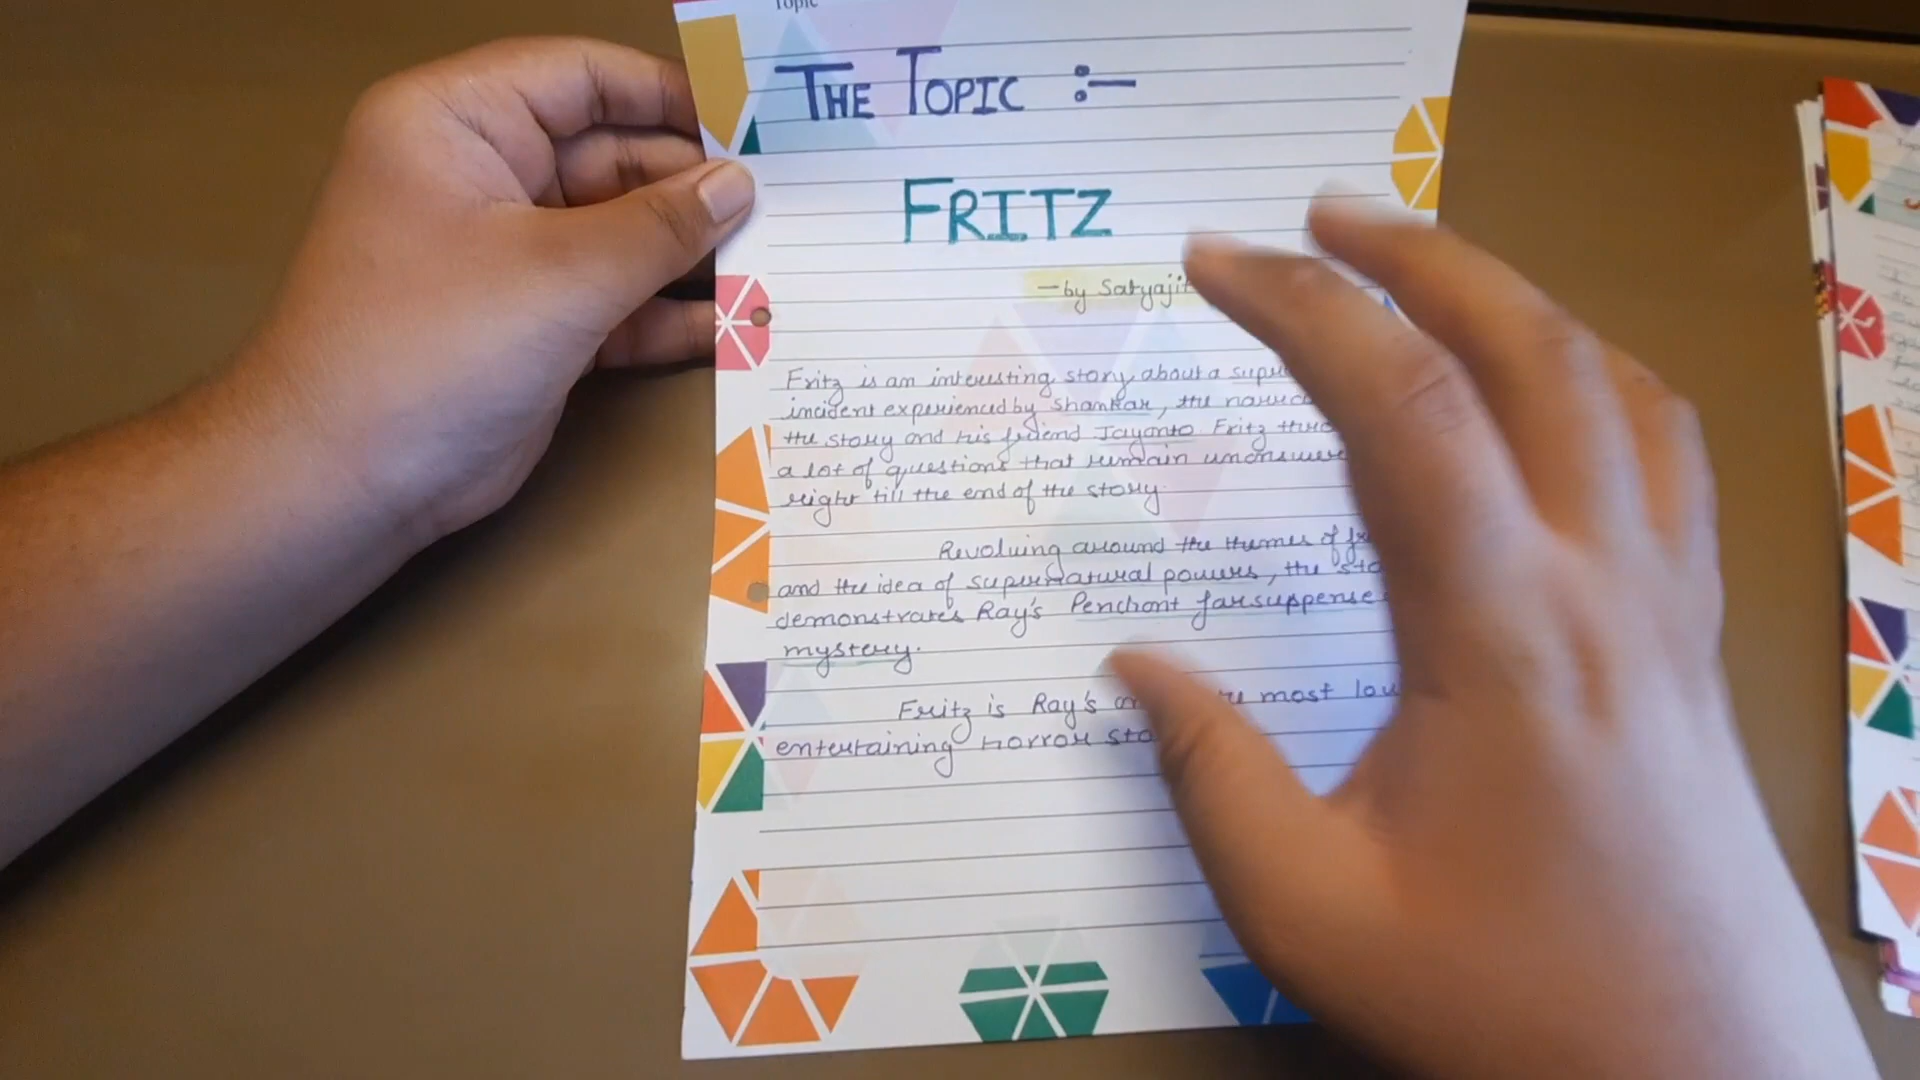 Topic
THE TOPIC :-
FRITZ
- by Satyajit
Fritz is an interesting story about a
incident experienced by Shankar, the
the story and his friend Jayanto. Fritz
a lot of questions that remain
right till the end of the story.
Revolving around the themes of
and the idea of supernatural powers, the
demonstrates Ray's Penchant for suppense
mystery.
Fritz is Ray's most
entertaining horror